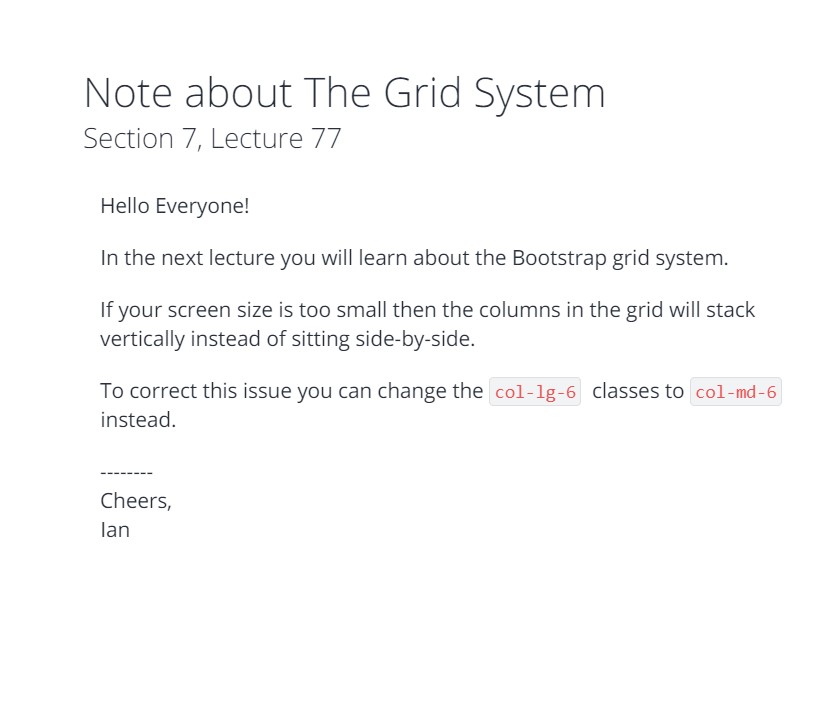 Note about The Grid System
Section 7, Lecture 77
Hello Everyone!
In the next lecture you will learn about the Bootstrap grid system.
If your screen size is too small then the columns in the grid will stack
vertically instead of sitting side-by-side.
To correct this issue you can change the col-lg-6 classes to col-md-6
instead.
--------
Cheers,
Ian